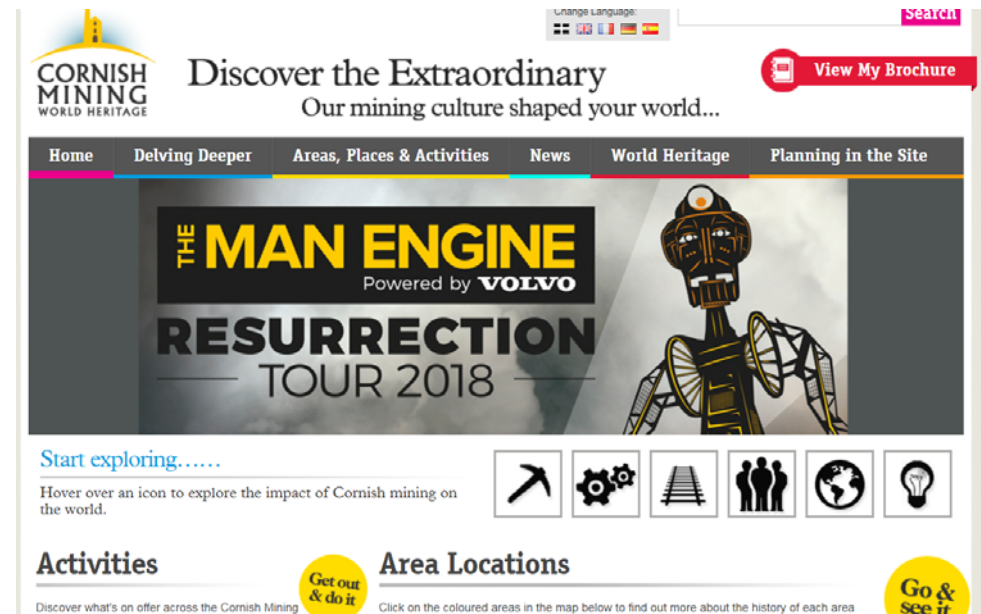 Change Language:
Search
CORNISH
MINING
WORLD HERITAGE
Discover the Extraordinary
Our mining culture shaped your world...
View My Brochure
Home Delving Deeper Areas, Places & Activities News World Heritage Planning in the Site
THE MAN ENGINE
Powered by VOLVO
RESURRECTION
TOUR 2018
Start exploring......
Hover over an icon to explore the impact of Cornish mining on
the world.
Activities
Get out
& do it
Discover what's on offer across the Cornish Mining
Area Locations
Click on the coloured areas in the map below to find out more about the history of each area
Go &
see it